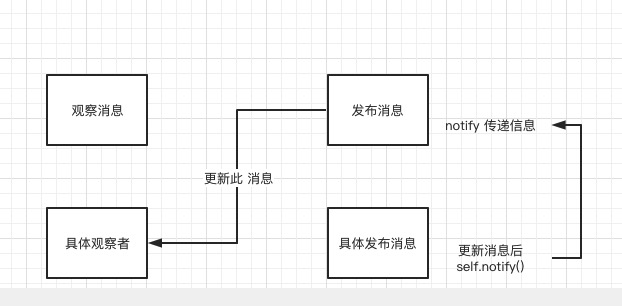 观察消息
发布消息
notify 传递信息
更新此 消息
具体观察者
具体发布消息
更新消息后
self.notify()